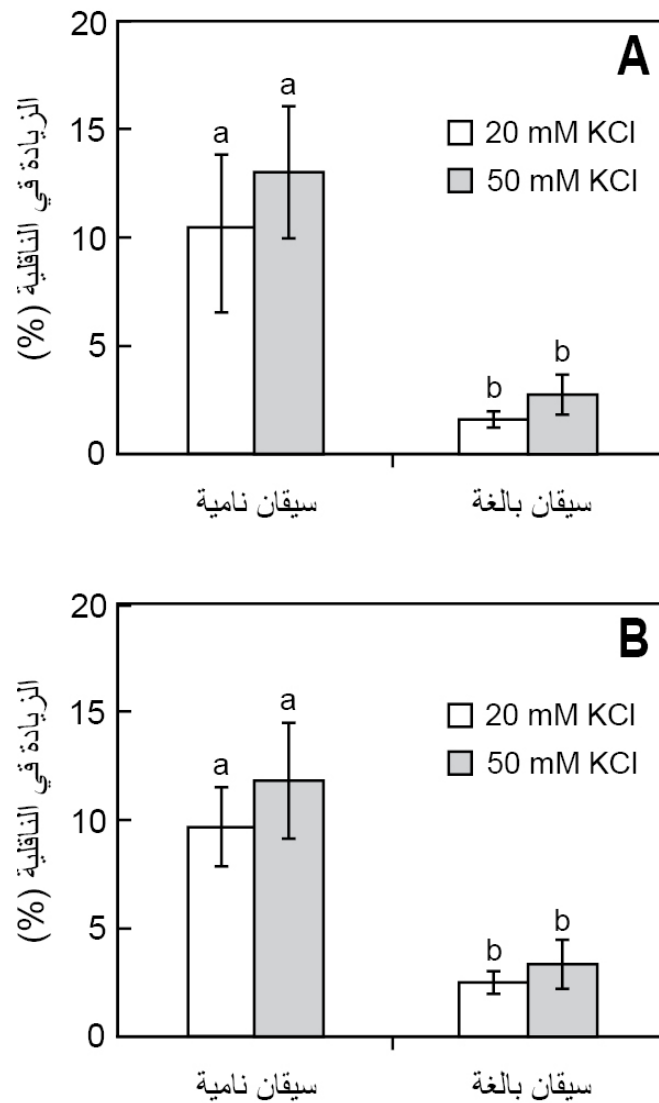 A
20
15
10
5
0
الزيادة في الناقلية (%)
a
a
b
b
20 mM KCl
50 mM KCl
سيقان نامية
سيقان بالغة
B
20
15
10
5
0
الزيادة في الناقلية (%)
a
a
b
b
20 mM KCl
50 mM KCl
سيقان نامية
سيقان بالغة